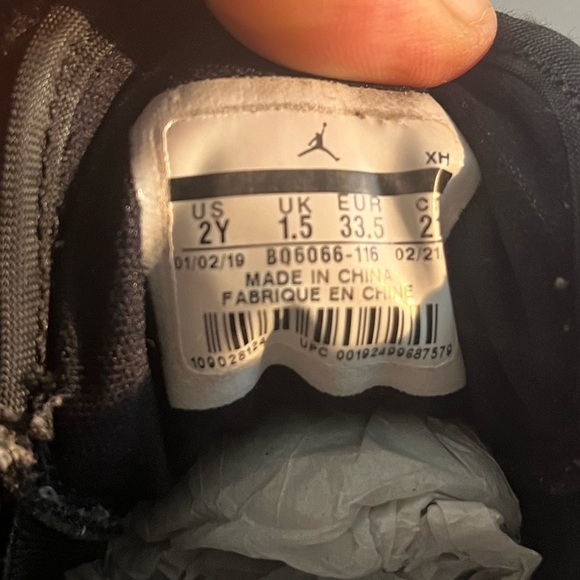 XH
US UK EUR
2Y 1.5 33.5
01/02/19 BQ6066-116 02/21
MADE IN CHINA
FABRIQUE EN CHINE
109028124
UPC 00192499687579